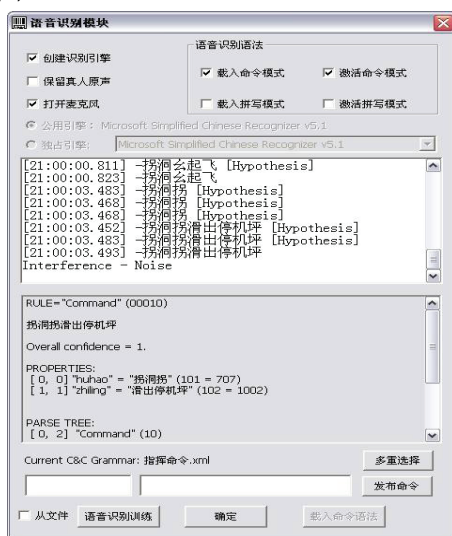 语音识别模块
创建识别引擎
保留真人原声
打开麦克风
语音识别语法
载入命令模式 激活命令模式
载入拼写模式 激活拼写模式
公用引擎： Microsoft Simplified Chinese Recognizer v5.1
独占引擎: Microsoft Simplified Chinese Recognizer v5.1
[21:00:00.811] -拐洞幺起飞 [Hypothesis]
[21:00:00.823] -拐洞幺起飞
[21:00:03.483] -拐洞拐 [Hypothesis]
[21:00:03.468] -拐洞拐 [Hypothesis]
[21:00:03.468] -拐洞拐 [Hypothesis]
[21:00:03.452] -拐洞拐滑出停机坪 [Hypothesis]
[21:00:03.483] -拐洞拐滑出停机坪 [Hypothesis]
[21:00:03.493] -拐洞拐滑出停机坪
Interference - Noise
RULE="Command" (00010)
拐洞拐滑出停机坪
Overall confidence = 1.
PROPERTIES:
[ 0, 0] "huhao" = "拐洞拐" (101 = 707)
[ 1, 1] "zhiling" = "滑出停机坪" (102 = 1002)
PARSE TREE:
[ 0, 2] "Command" (10)
Current C&C Grammar: 指挥命令.xml 多重选择
发布命令
从文件 语音识别训练 确定 载入命令语法